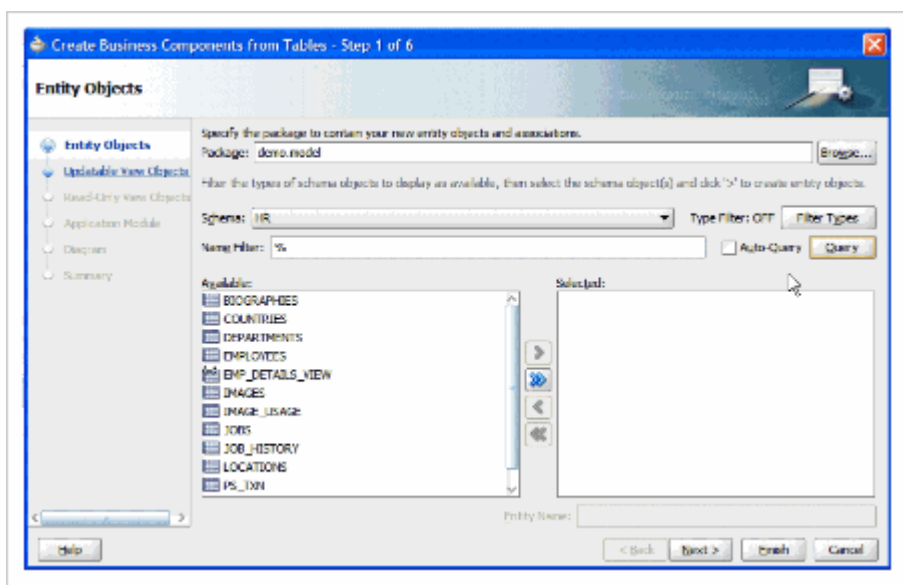 Create Business Components from Tables - Step 1 of 6
Entity Objects
Entity Objects
Updatable View Objects
Read-Only View Objects
Application Module
Diagram
Summary
Specify the package to contain your new entity objects and associations.
Package: demo.model
Browse...
Filter the types of schema objects to display as available, then select the schema object(s) and click '>' to create entity objects.
Schema: HR
Type Filter: OFF
Filter Types
Name Filter: %
Auto-Query
Query
Available:
Selected:
BIOGRAPHIES
COUNTRIES
DEPARTMENTS
EMPLOYEES
EMP_DETAILS_VIEW
IMAGES
IMAGE_USAGE
JOBS
JOB_HISTORY
LOCATIONS
PS_TXN
Entity Name:
Help
< Back
Next >
Finish
Cancel